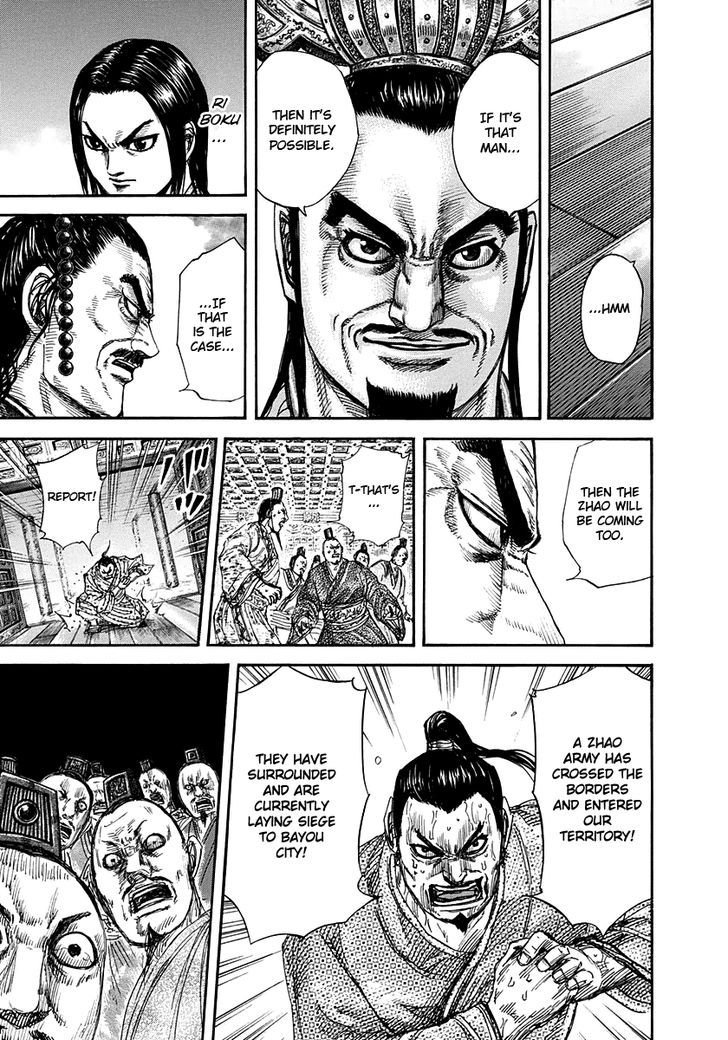 ...HMM
IF IT'S
THAT
MAN...
THEN IT'S
DEFINITELY
POSSIBLE.
RI
BOKU
...
...IF
THAT
IS THE
CASE...
THEN THE
ZHAO WILL
BE COMING
TOO.
T-THAT'S
...
REPORT!
A ZHAO
ARMY HAS
CROSSED THE
BORDERS
AND ENTERED
OUR
TERRITORY!
THEY HAVE
SURROUNDED
AND ARE
CURRENTLY
LAYING SIEGE
TO BAYOU
CITY!